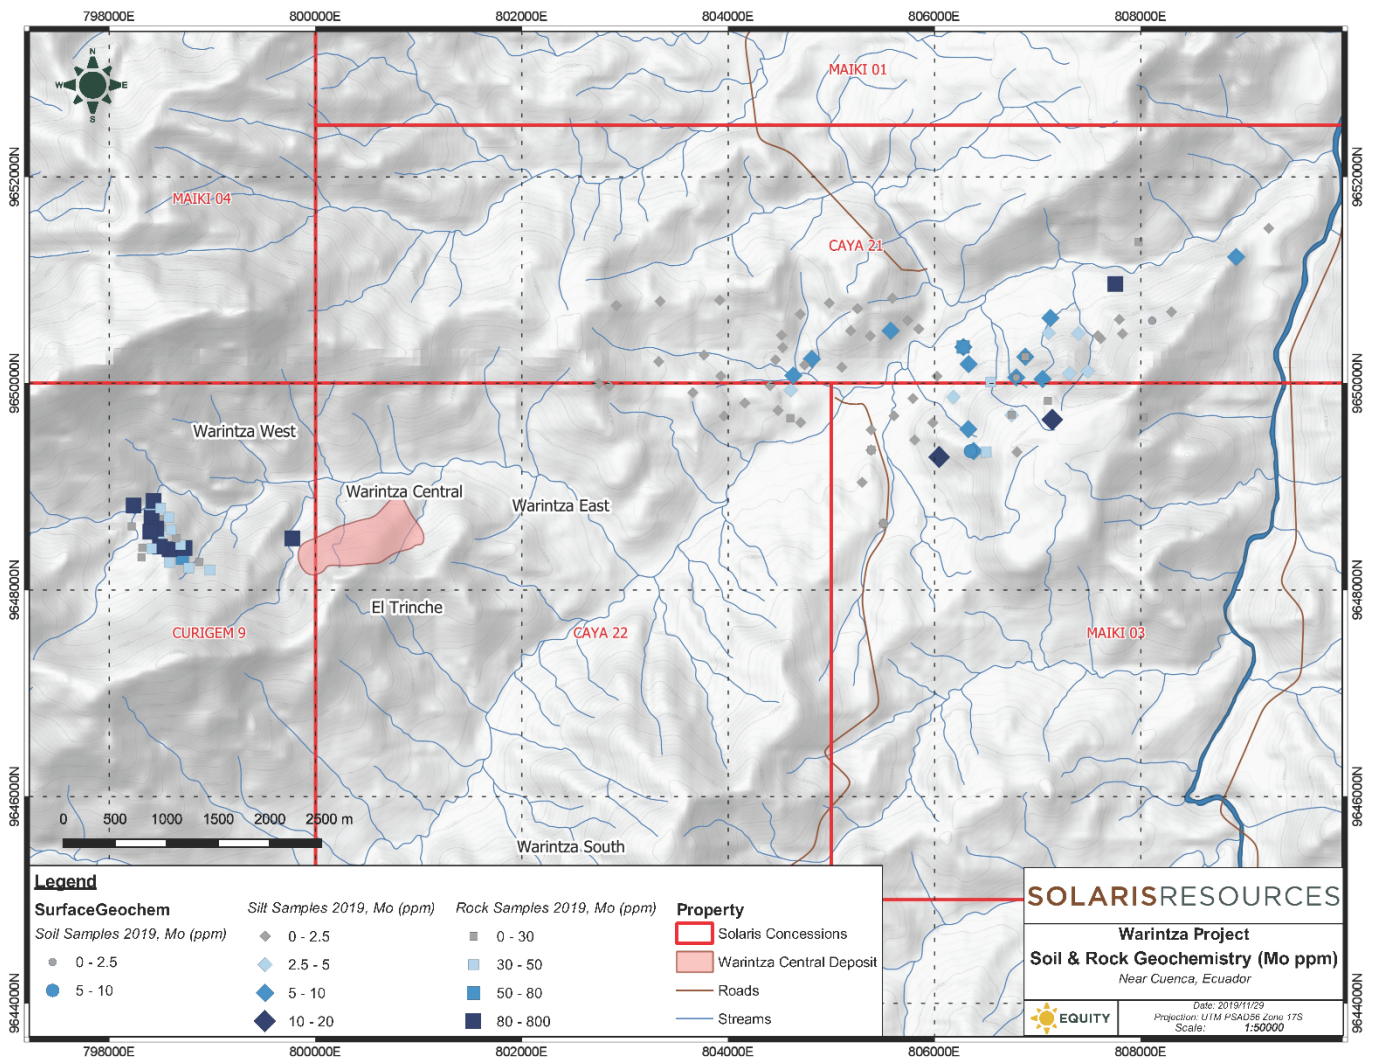 798000E 800000E 802000E 804000E 806000E 808000E
N
W E
S
MAIKI 01
9652000N 9652000N
MAIKI 04
CAYA 21
9650000N 9650000N
Warintza West
Warintza Central
Warintza East
9648000N 9648000N
El Trinche
CURIGEM 9 CAYA 22 MAIKI 03
9646000N 9646000N
0 500 1000 1500 2000 2500 m
Warintza South
Legend
SurfaceGeochem
Soil Samples 2019, Mo (ppm)
0 - 2.5
5 - 10
Silt Samples 2019, Mo (ppm)
0 - 2.5
2.5 - 5
5 - 10
10 - 20
Rock Samples 2019, Mo (ppm)
0 - 30
30 - 50
50 - 80
80 - 800
Property
Solaris Concessions
Warintza Central Deposit
Roads
Streams
SOLARISRESOURCES
Warintza Project
Soil & Rock Geochemistry (Mo ppm)
Near Cuenca, Ecuador
EQUITY
Date: 2019/11/29
Projection: UTM PSAD56 Zone 17S
Scale: 1:50000
9644000N 9644000N
798000E 800000E 802000E 804000E 806000E 808000E